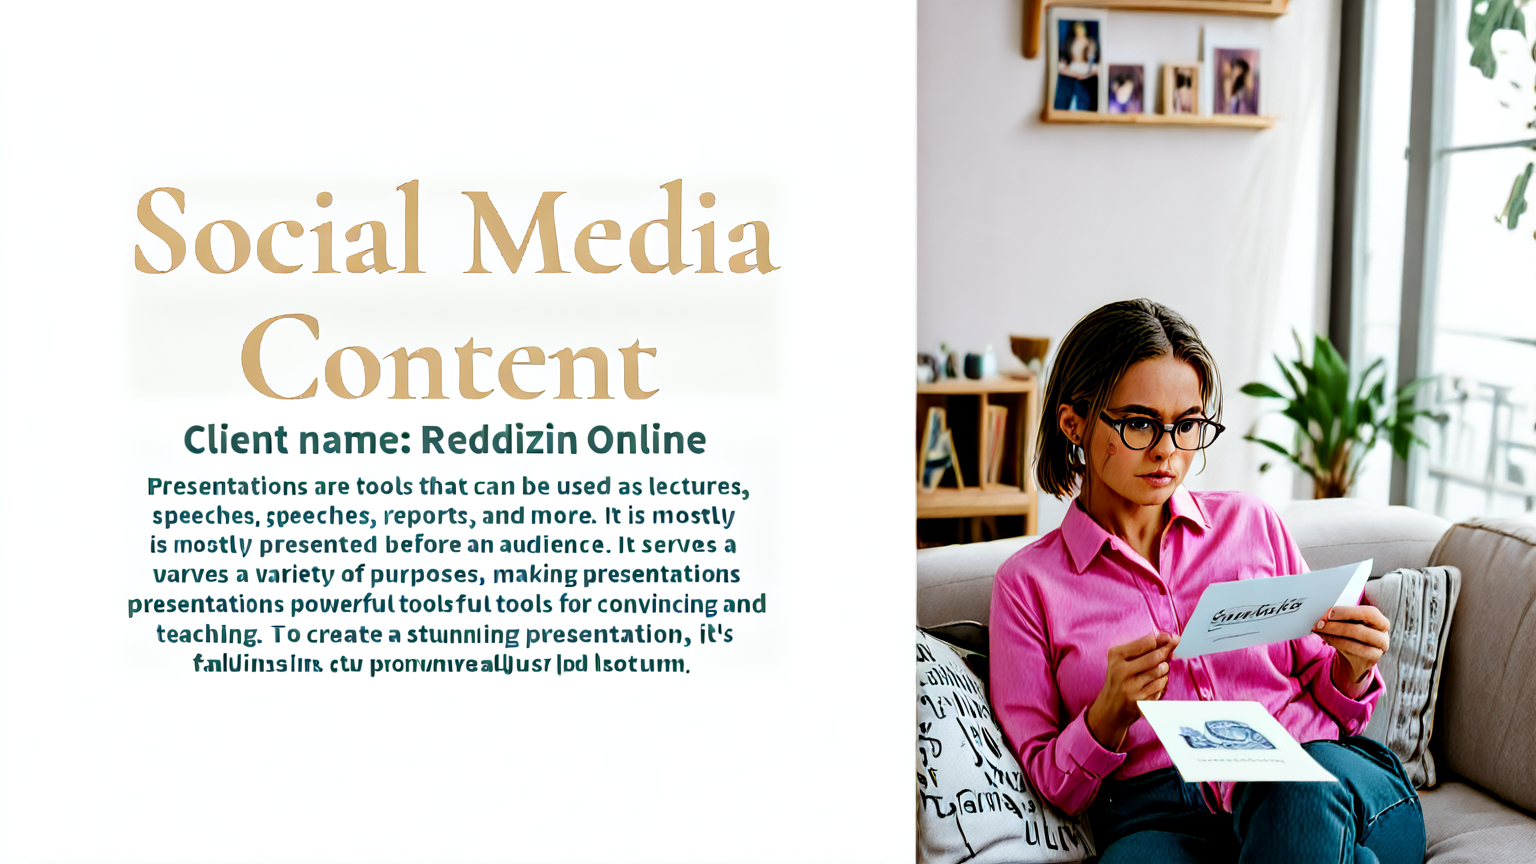 Social Media
Content
Client name: Reddizin Online
Presentations are tools that can be used as lectures,
speeches, speeches, reports, and more. It is mostly
is mostly presented before an audience. It serves a
varves a variety of purposes, making presentations
presentations powerful toolsful tools for convincing and
teaching. To create a stunning presentation, it's